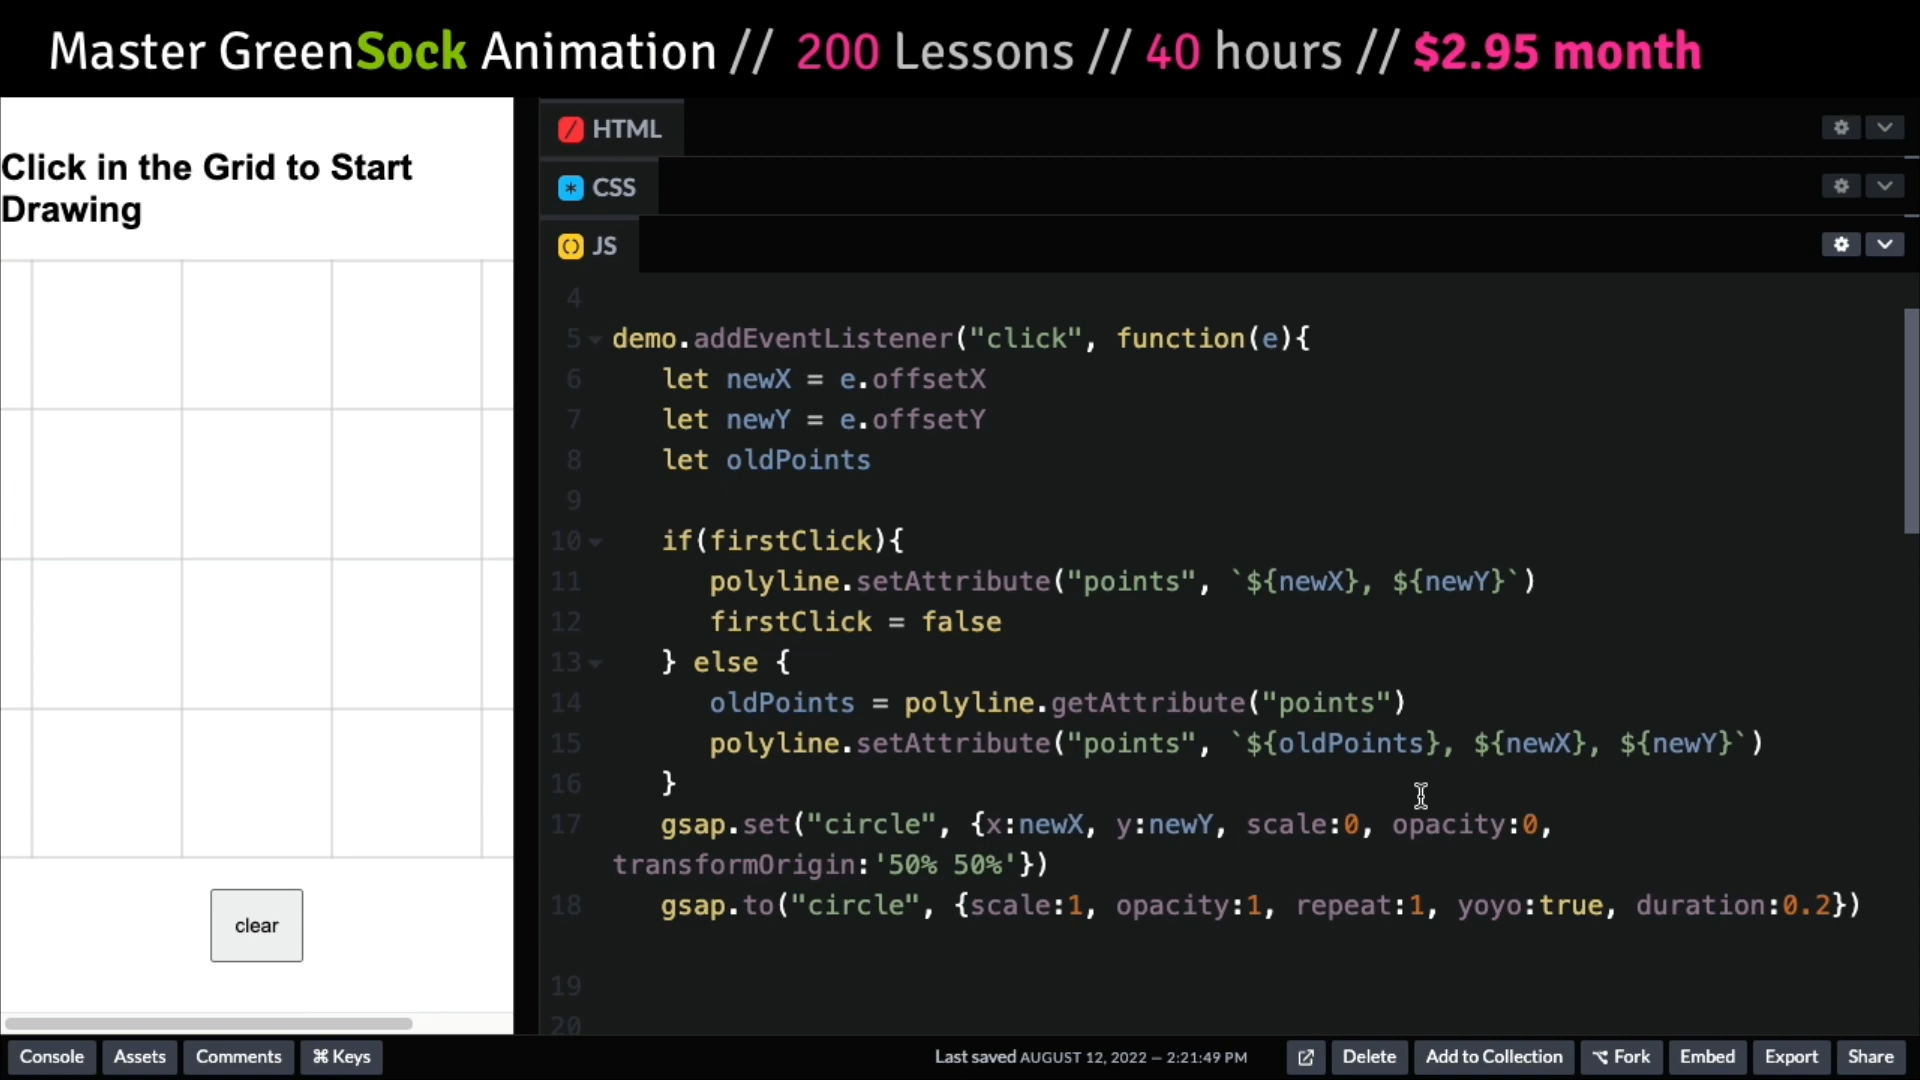 Master GreenSock Animation // 200 Lessons // 40 hours // $2.95 month
Click in the Grid to Start
Drawing
clear
HTML
CSS
JS
4
5 demo.addEventListener("click", function(e){
6 let newX = e.offsetX
7 let newY = e.offsetY
8 let oldPoints
9
10 if(firstClick){
11 polyline.setAttribute("points", `${newX}, ${newY}`)
12 firstClick = false
13 } else {
14 oldPoints = polyline.getAttribute("points")
15 polyline.setAttribute("points", `${oldPoints}, ${newX}, ${newY}`)
16 }
17 gsap.set("circle", {x:newX, y:newY, scale:0, opacity:0,
transformOrigin:'50% 50%'})
18 gsap.to("circle", {scale:1, opacity:1, repeat:1, yoyo:true, duration:0.2})
19
20
Console Assets Comments ⌘ Keys Last saved AUGUST 12, 2022 — 2:21:49 PM Delete Add to Collection Fork Embed Export Share